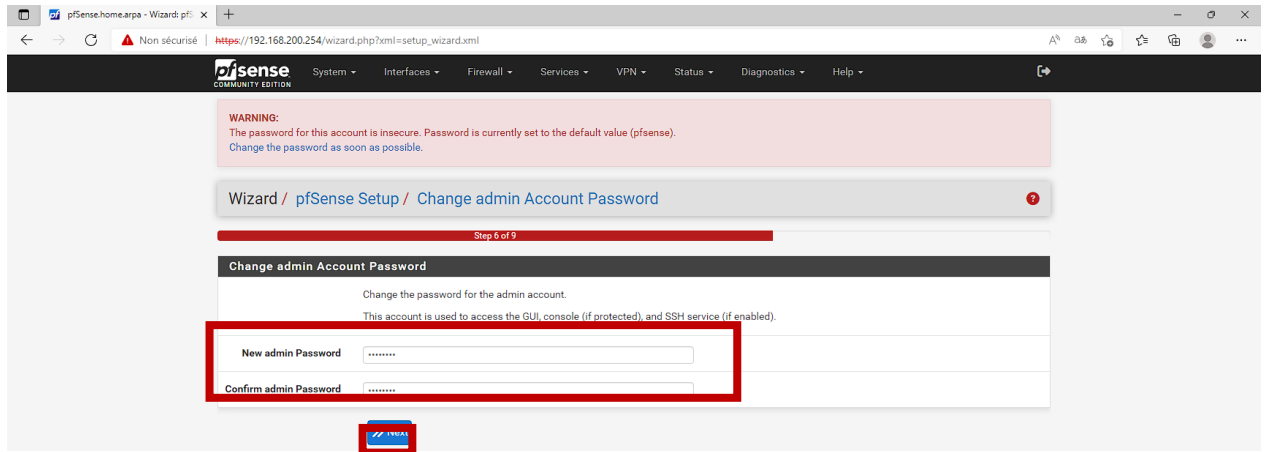 pfSense.home.arpa - Wizard: pfS
Non sécurisé | https://192.168.200.254/wizard.php?xml=setup_wizard.xml
pfsense
COMMUNITY EDITION
System Interfaces Firewall Services VPN Status Diagnostics Help
WARNING:
The password for this account is insecure. Password is currently set to the default value (pfsense).
Change the password as soon as possible.
Wizard / pfSense Setup / Change admin Account Password
Step 6 of 9
Change admin Account Password
Change the password for the admin account.
This account is used to access the GUI, console (if protected), and SSH service (if enabled).
New admin Password ••••••••
Confirm admin Password ••••••••
Next